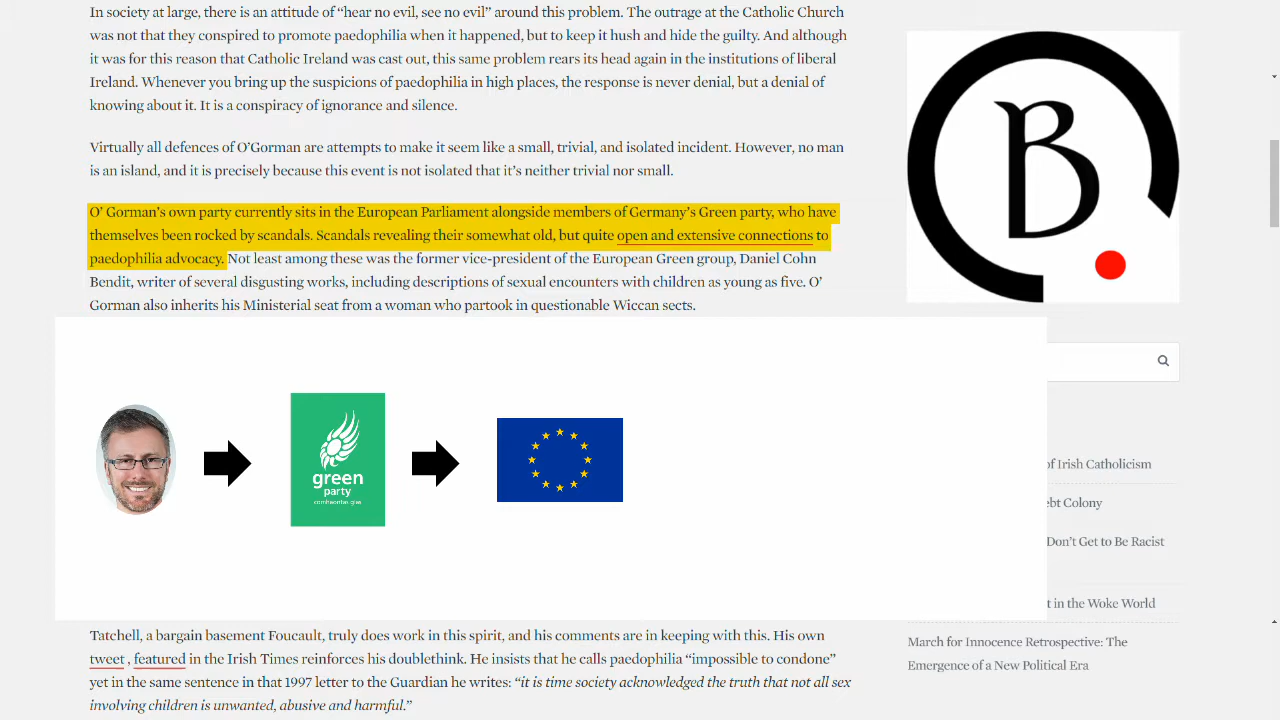 In society at large, there is an attitude of “hear no evil, see no evil” around this problem. The outrage at the Catholic Church
was not that they conspired to promote paedophilia when it happened, but to keep it hush and hide the guilty. And although
it was for this reason that Catholic Ireland was cast out, this same problem rears its head again in the institutions of liberal
Ireland. Whenever you bring up the suspicions of paedophilia in high places, the response is never denial, but a denial of
knowing about it. It is a conspiracy of ignorance and silence.
Virtually all defences of O’Gorman are attempts to make it seem like a small, trivial, and isolated incident. However, no man
is an island, and it is precisely because this event is not isolated that it’s neither trivial nor small.
O’ Gorman’s own party currently sits in the European Parliament alongside members of Germany’s Green party, who have
themselves been rocked by scandals. Scandals revealing their somewhat old, but quite open and extensive connections to
paedophilia advocacy. Not least among these was the former vice-president of the European Green group, Daniel Cohn
Bendit, writer of several disgusting works, including descriptions of sexual encounters with children as young as five. O’
Gorman also inherits his Ministerial seat from a woman who partook in questionable Wiccan sects.
green
party
comhaontas glas
Tatchell, a bargain basement Foucault, truly does work in this spirit, and his comments are in keeping with this. His own
tweet , featured in the Irish Times reinforces his doublethink. He insists that he calls paedophilia “impossible to condone”
yet in the same sentence in that 1997 letter to the Guardian he writes: “it is time society acknowledged the truth that not all sex
involving children is unwanted, abusive and harmful.”
B
of Irish Catholicism
ebt Colony
Don’t Get to Be Racist
t in the Woke World
March for Innocence Retrospective: The
Emergence of a New Political Era